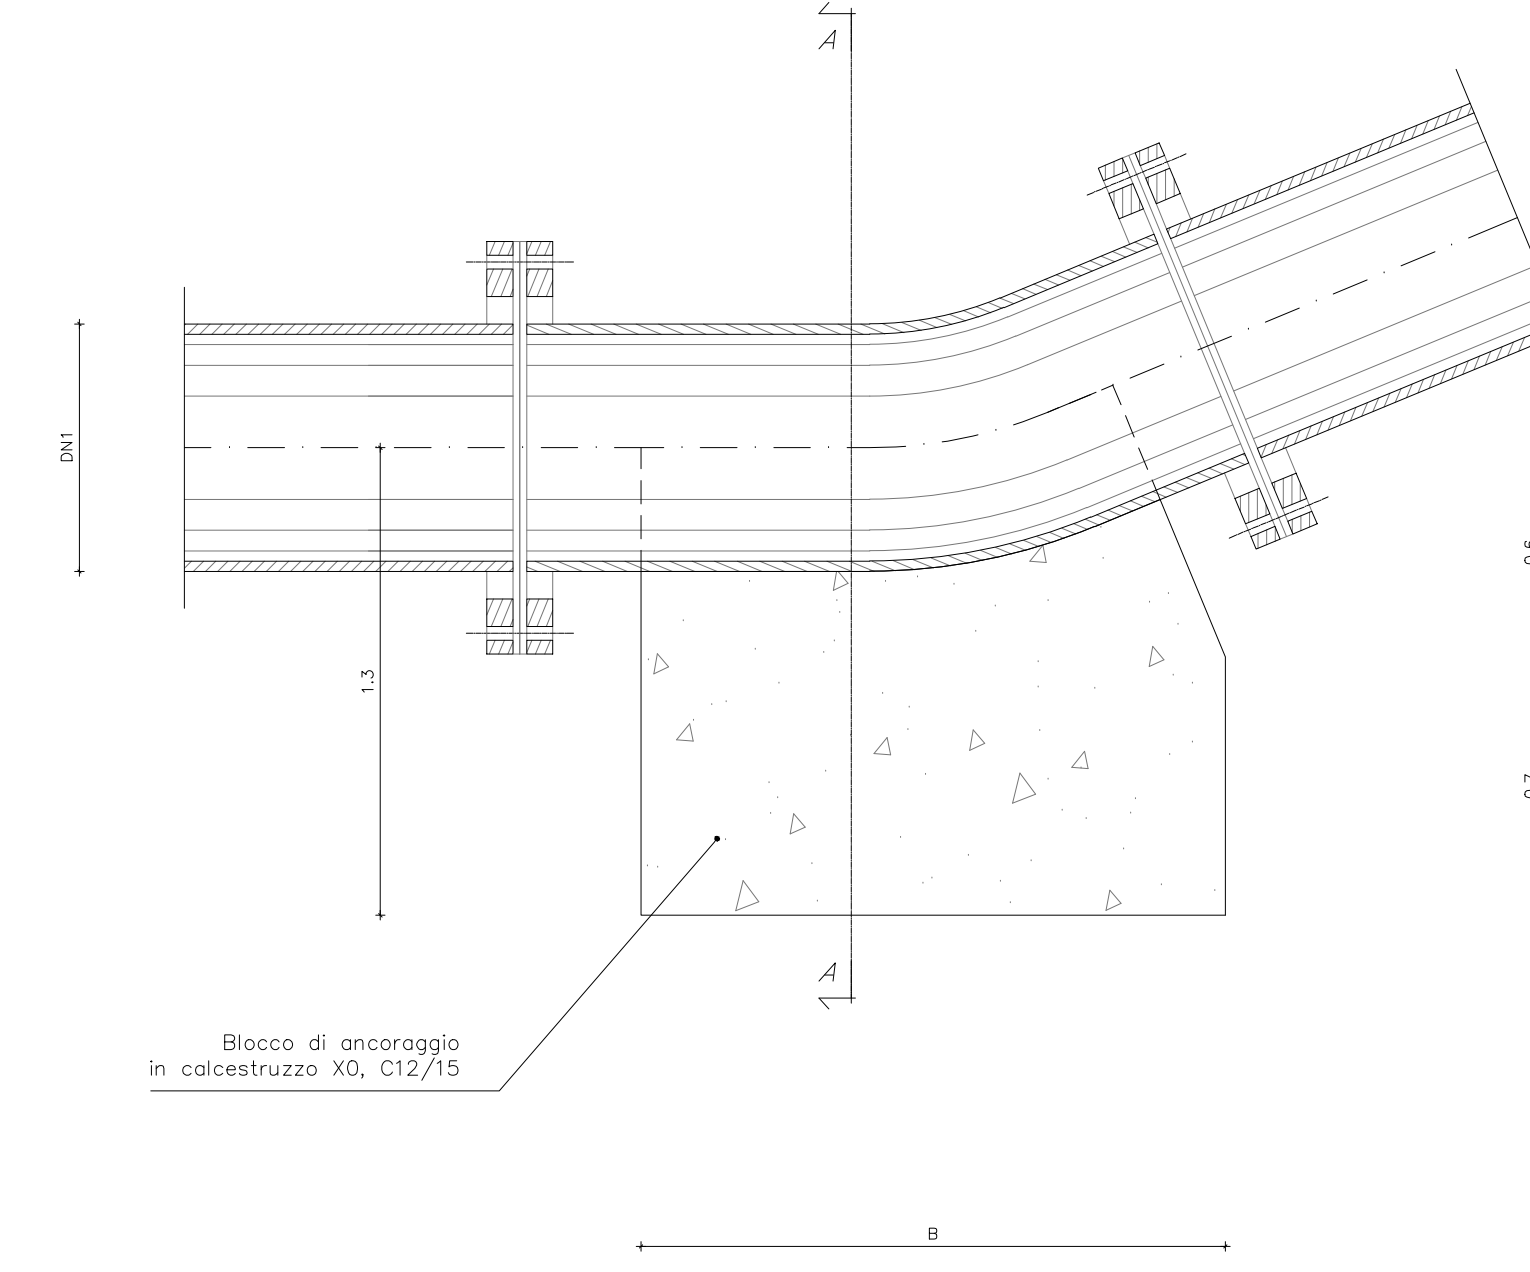 A
DN1
1.3
A
Blocco di ancoraggio
in calcestruzzo X0, C12/15
B